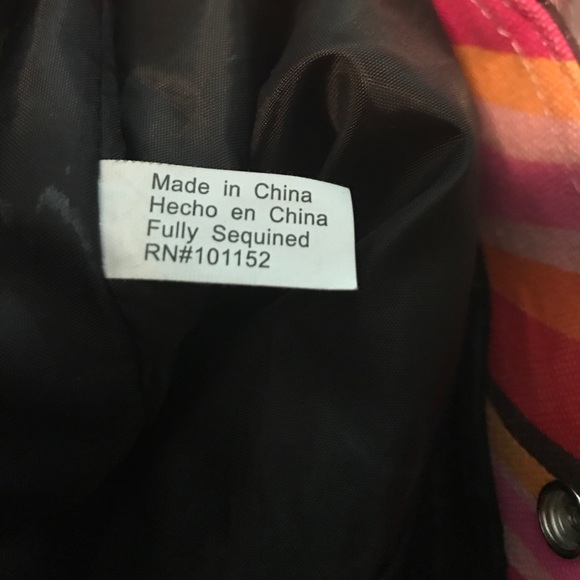 Made in China
Hecho en China
Fully Sequined
RN#101152